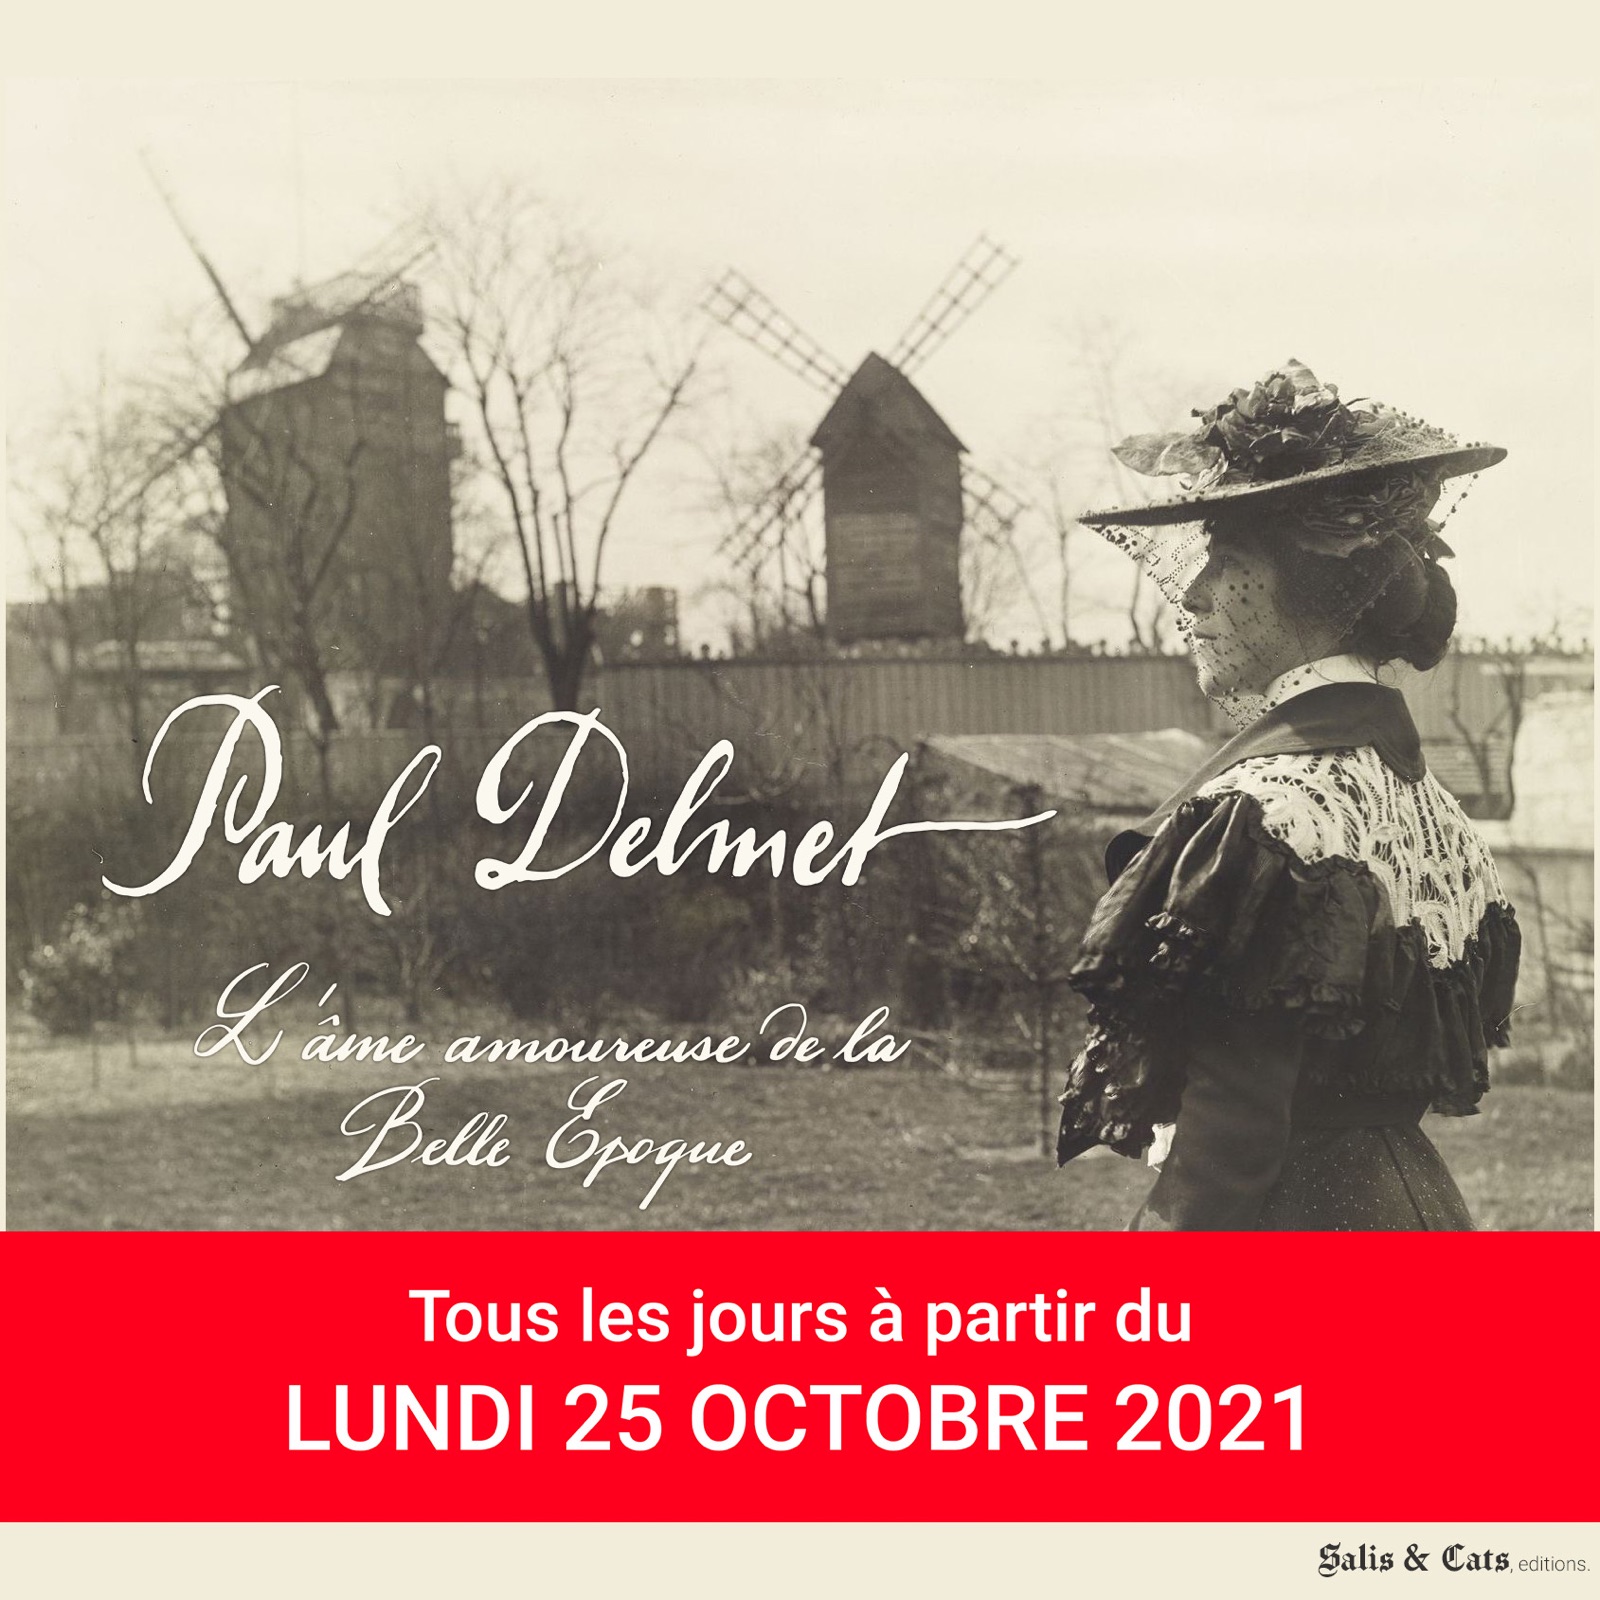 Paul Delmet
L'âme amoureuse de la
Belle Epoque
Tous les jours à partir du
LUNDI 25 OCTOBRE 2021
Salis & Cats, editions.